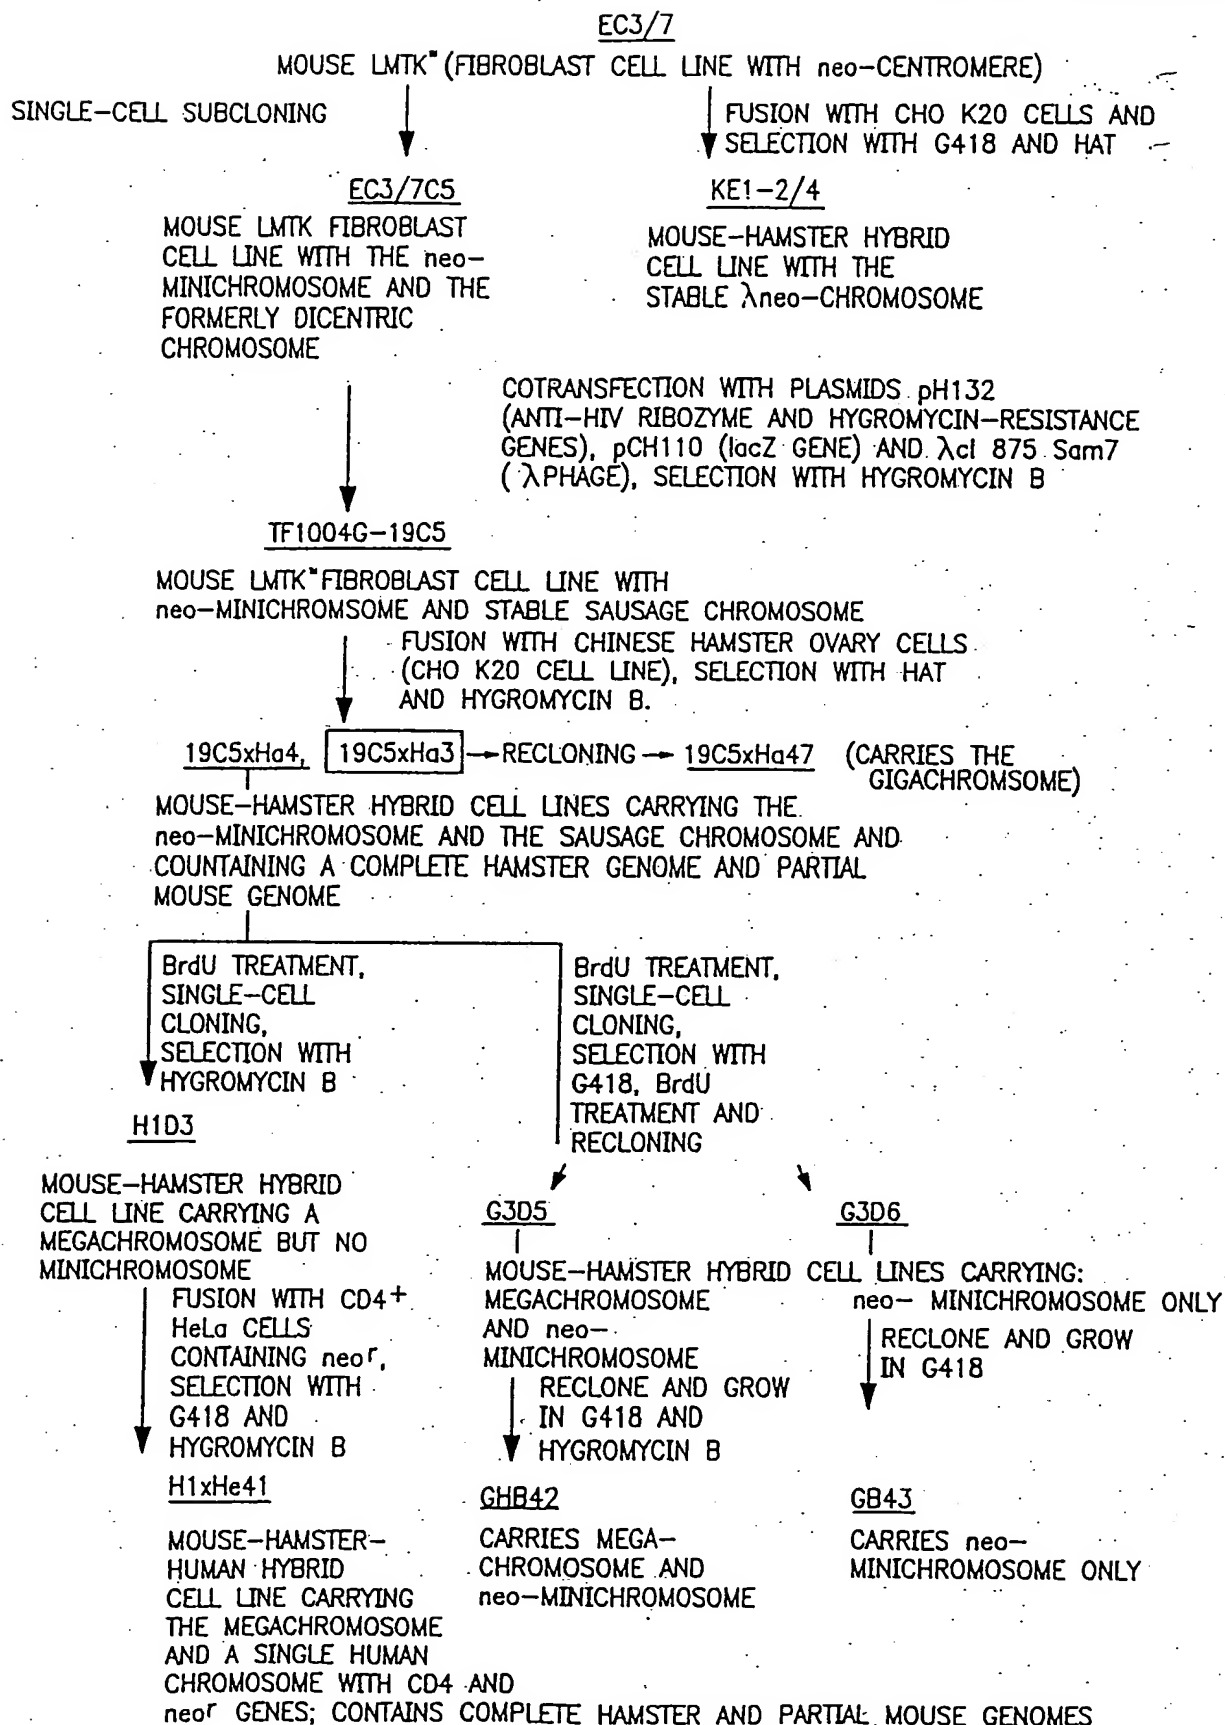 EC3/7
MOUSE LMTK⁻ (FIBROBLAST CELL LINE WITH neo-CENTROMERE)
SINGLE-CELL SUBCLONING
FUSION WITH CHO K20 CELLS AND
SELECTION WITH G418 AND HAT
EC3/7C5
MOUSE LMTK FIBROBLAST
CELL LINE WITH THE neo-
MINICHROMOSOME AND THE
FORMERLY DICENTRIC
CHROMOSOME
KE1-2/4
MOUSE-HAMSTER HYBRID
CELL LINE WITH THE
STABLE λneo-CHROMOSOME
COTRANSFECTION WITH PLASMIDS pH132
(ANTI-HIV RIBOZYME AND HYGROMYCIN-RESISTANCE
GENES), pCH110 (lacZ GENE) AND λcI 875 Sam7
(λPHAGE), SELECTION WITH HYGROMYCIN B
TF1004G-19C5
MOUSE LMTK⁻ FIBROBLAST CELL LINE WITH
neo-MINICHROMSOME AND STABLE SAUSAGE CHROMOSOME
FUSION WITH CHINESE HAMSTER OVARY CELLS
(CHO K20 CELL LINE), SELECTION WITH HAT
AND HYGROMYCIN B.
19C5xHa4, 19C5xHa3 → RECLONING → 19C5xHa47 (CARRIES THE
GIGACHROMSOME)
MOUSE-HAMSTER HYBRID CELL LINES CARRYING THE
neo-MINICHROMOSOME AND THE SAUSAGE CHROMOSOME AND
COUNTAINING A COMPLETE HAMSTER GENOME AND PARTIAL
MOUSE GENOME
BrdU TREATMENT,
SINGLE-CELL
CLONING,
SELECTION WITH
HYGROMYCIN B
BrdU TREATMENT,
SINGLE-CELL
CLONING,
SELECTION WITH
G418, BrdU
TREATMENT AND
RECLONING
H1D3
MOUSE-HAMSTER HYBRID
CELL LINE CARRYING A
MEGACHROMOSOME BUT NO
MINICHROMOSOME
G3D5
G3D6
MOUSE-HAMSTER HYBRID CELL LINES CARRYING:
MEGACHROMOSOME
AND neo-
MINICHROMOSOME
neo- MINICHROMOSOME ONLY
FUSION WITH CD4+
HeLa CELLS
CONTAINING neoʳ,
SELECTION WITH
G418 AND
HYGROMYCIN B
RECLONE AND GROW
IN G418 AND
HYGROMYCIN B
RECLONE AND GROW
IN G418
H1xHe41
MOUSE-HAMSTER-
HUMAN HYBRID
CELL LINE CARRYING
THE MEGACHROMOSOME
AND A SINGLE HUMAN
CHROMOSOME WITH CD4 AND
neoʳ GENES; CONTAINS COMPLETE HAMSTER AND PARTIAL MOUSE GENOMES
GHB42
CARRIES MEGA-
CHROMOSOME AND
neo-MINICHROMOSOME
GB43
CARRIES neo-
MINICHROMOSOME ONLY